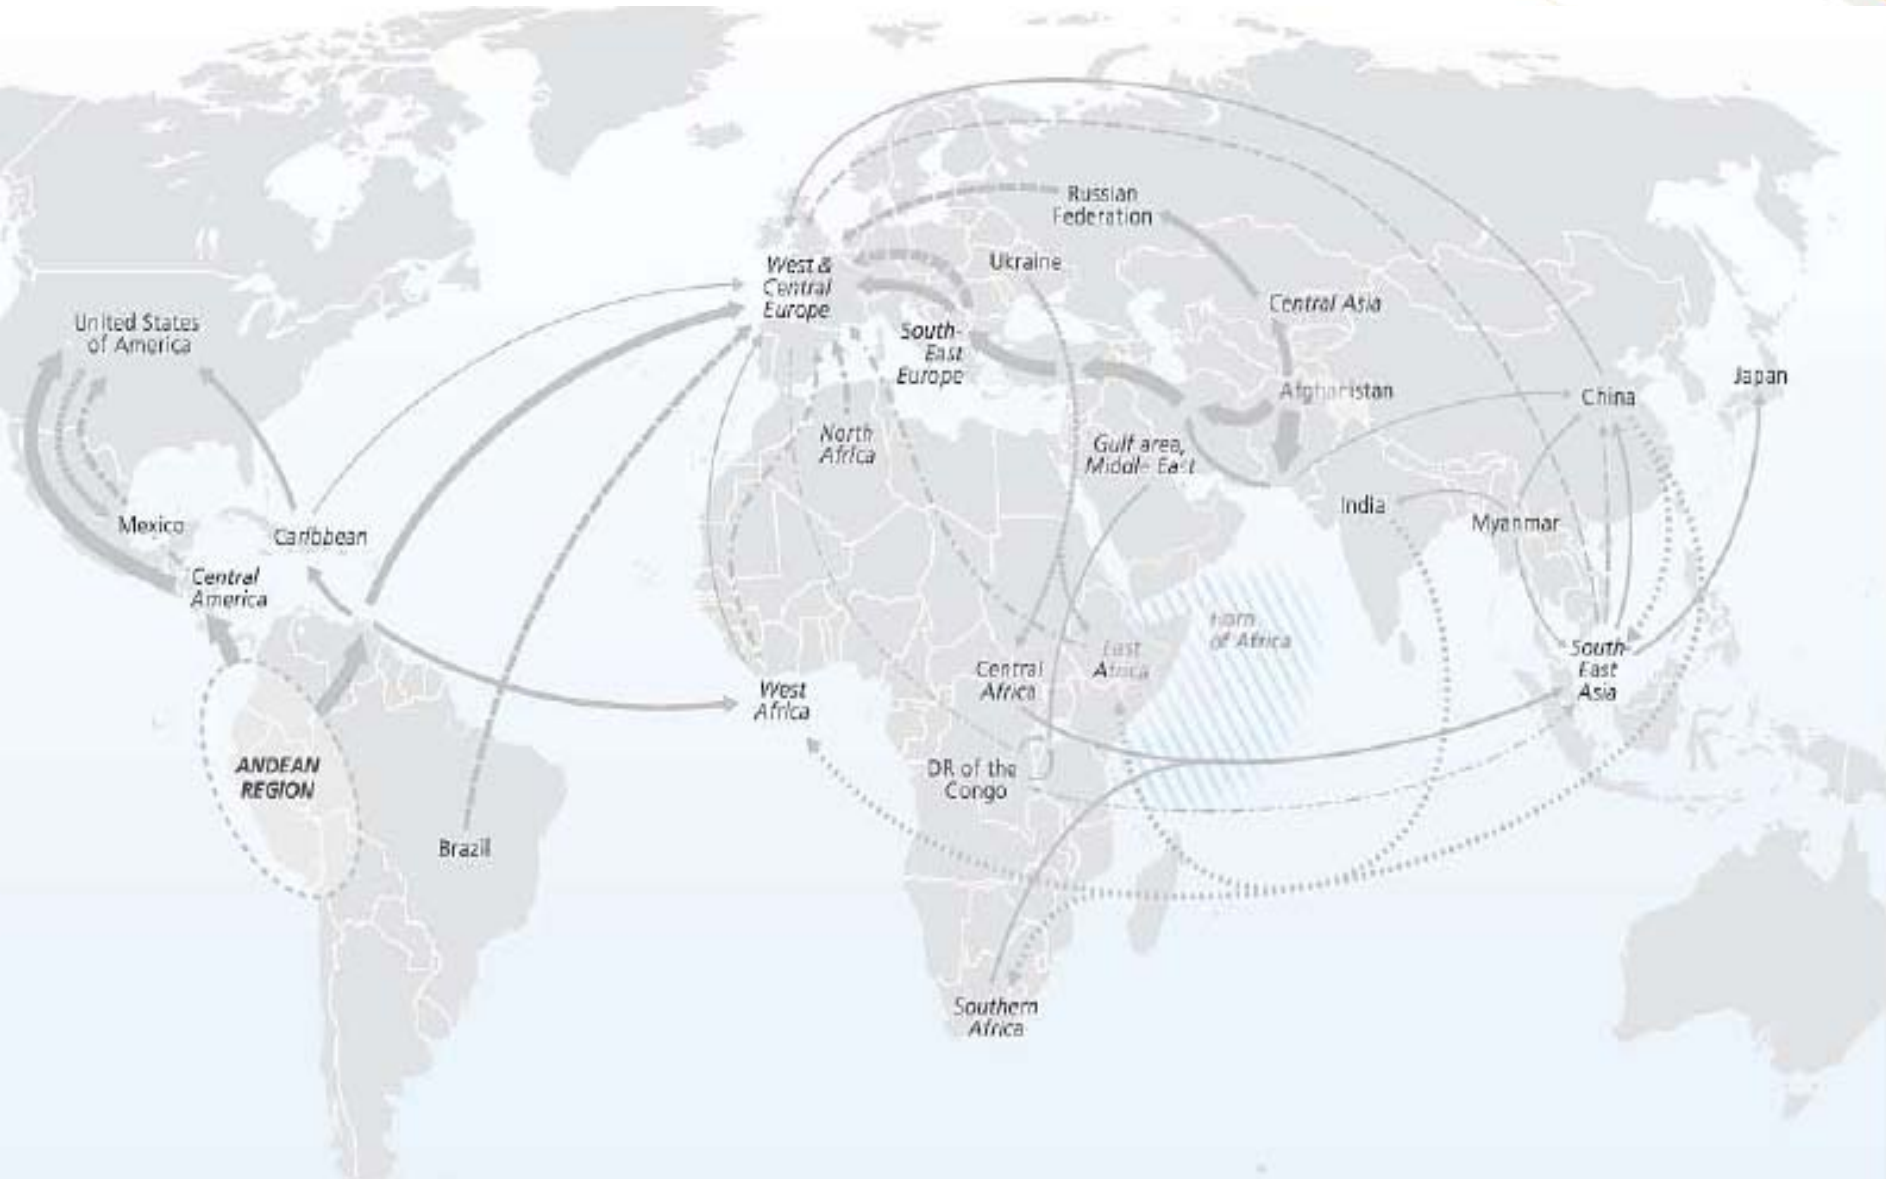 Russian
Federation
Ukraine
West &
Central
Europe
Central Asia
United States
of America
South-
East
Europe
Afghanistan
Japan
China
North
Africa
Gulf area,
Middle East
India
Myanmar
Mexico
Caribbean
Central
America
Horn
of Africa
East
Africa
Central
Africa
South-
East
Asia
West
Africa
ANDEAN
REGION
DR of the
Congo
Brazil
Southern
Africa